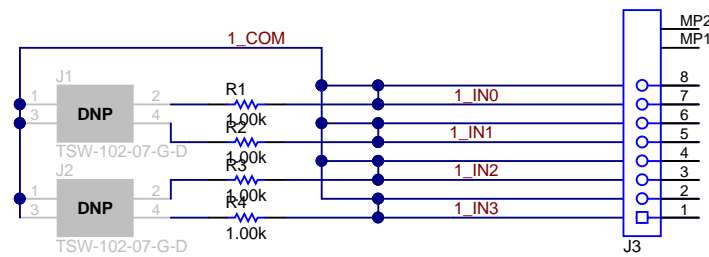 1_COM
MP2
MP1
J1
1
3
DNP
2
4
TSW-102-07-G-D
J2
1
3
DNP
2
4
TSW-102-07-G-D
R1
1.00k
R2
1.00k
R3
1.00k
R4
1.00k
1_IN0
1_IN1
1_IN2
1_IN3
8
7
6
5
4
3
2
1
J3